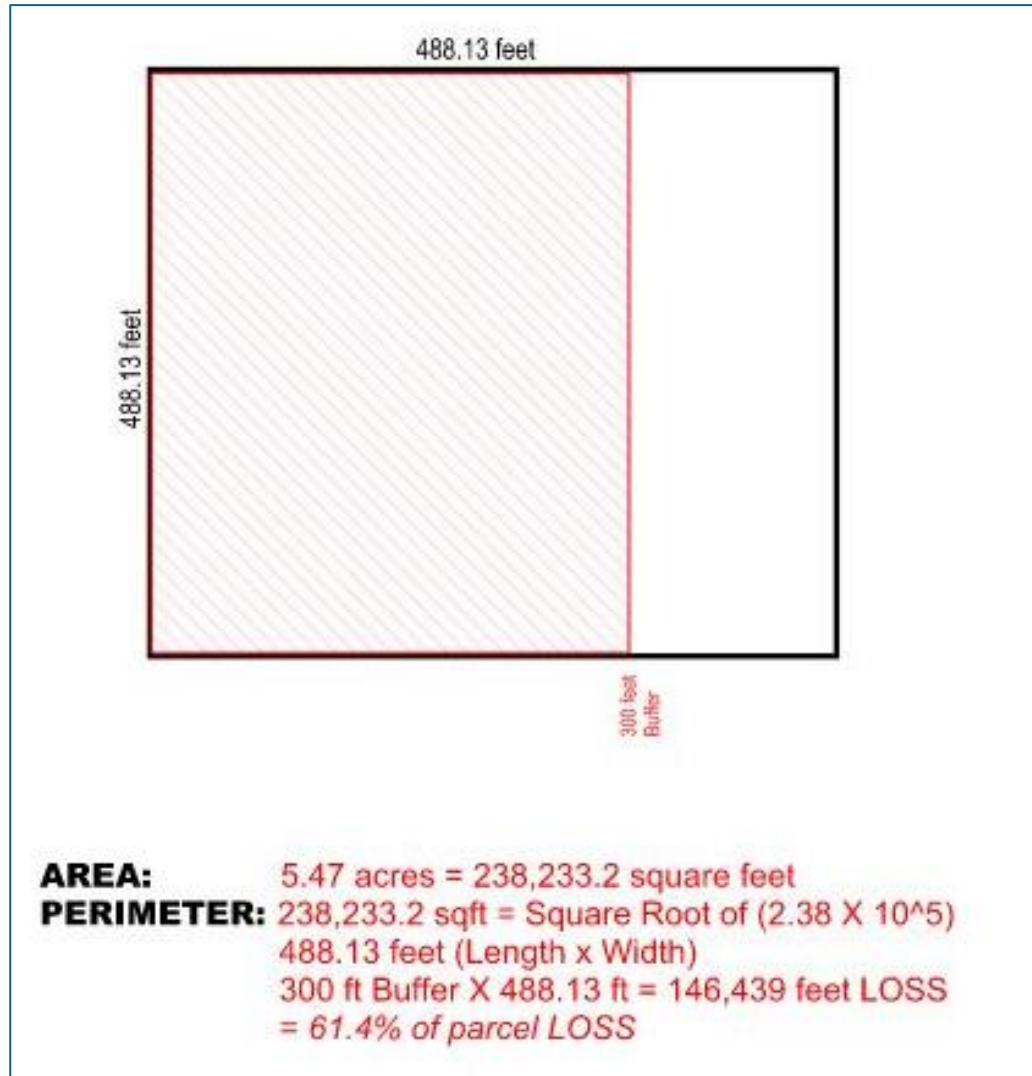 488.13 feet
488.13 feet
300 feet
Buffer
AREA: 5.47 acres = 238,233.2 square feet
PERIMETER: 238,233.2 sqft = Square Root of (2.38 X 10^5)
488.13 feet (Length x Width)
300 ft Buffer X 488.13 ft = 146,439 feet LOSS
= 61.4% of parcel LOSS